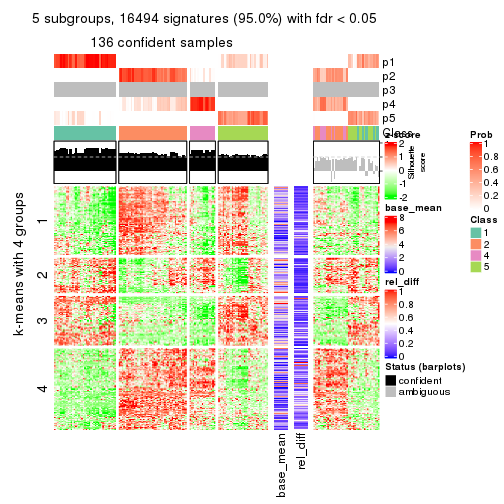 5 subgroups, 16494 signatures (95.0%) with fdr < 0.05
136 confident samples
p1
p2
p3
p4
p5
Class
Silhouette
score
k-means with 4 groups
1
2
3
4
base_mean
rel_diff
z-score
2
1
0
-1
-2
base_mean
8
6
4
2
0
rel_diff
1
0.8
0.6
0.4
0.2
0
Status (barplots)
confident
ambiguous
Prob
1
0.8
0.6
0.4
0.2
0
Class
1
2
4
5